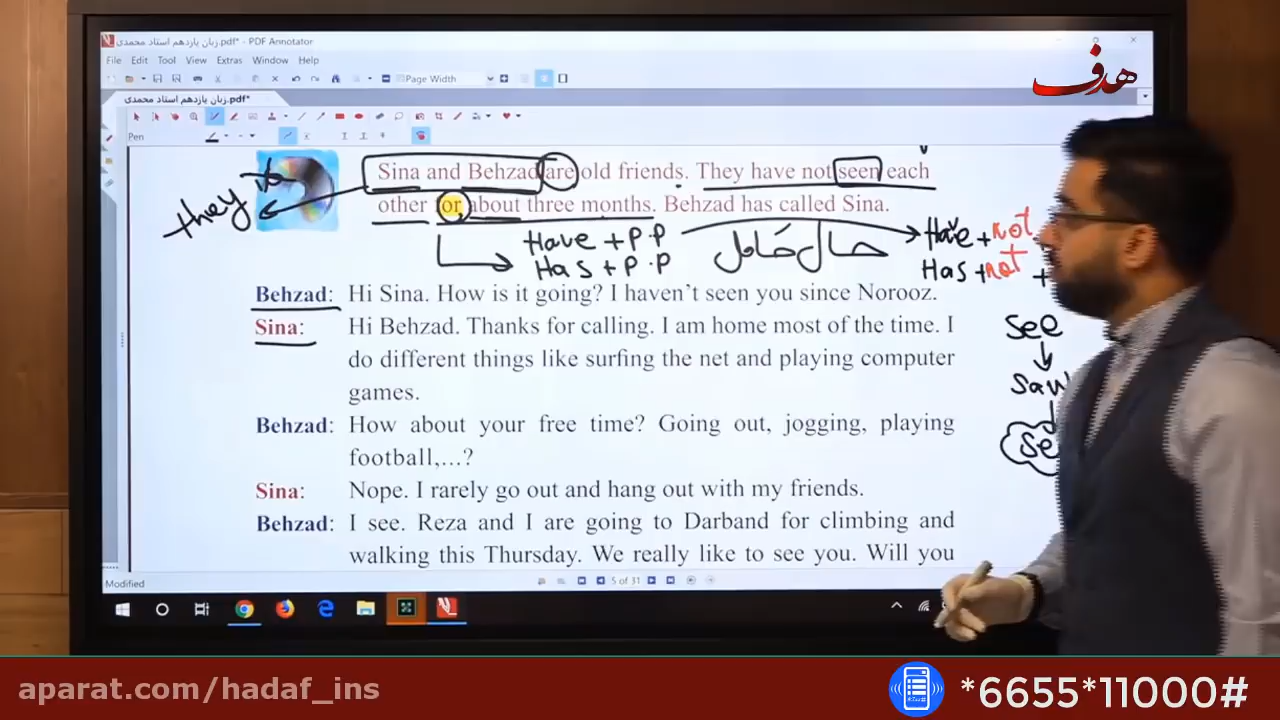 زبان یازدهم استاد محمدی.pdf* - PDF Annotator
هدف
File Edit Tool View Extras Window Help
Page Width
زبان یازدهم استاد محمدی.pdf*
Pen
Sina and Behzad are old friends. They have not seen each
other for about three months. Behzad has called Sina.
they
Have + P.P
Has + P.P
حال کامل
Have + not
Has + not +
Behzad: Hi Sina. How is it going? I haven't seen you since Norooz.
Sina: Hi Behzad. Thanks for calling. I am home most of the time. I
do different things like surfing the net and playing computer
games.
see
saw
se
Behzad: How about your free time? Going out, jogging, playing
football,...?
Sina: Nope. I rarely go out and hang out with my friends.
Behzad: I see. Reza and I are going to Darband for climbing and
walking this Thursday. We really like to see you. Will you
Modified
5 of 31
aparat.com/hadaf_ins
*6655*11000#